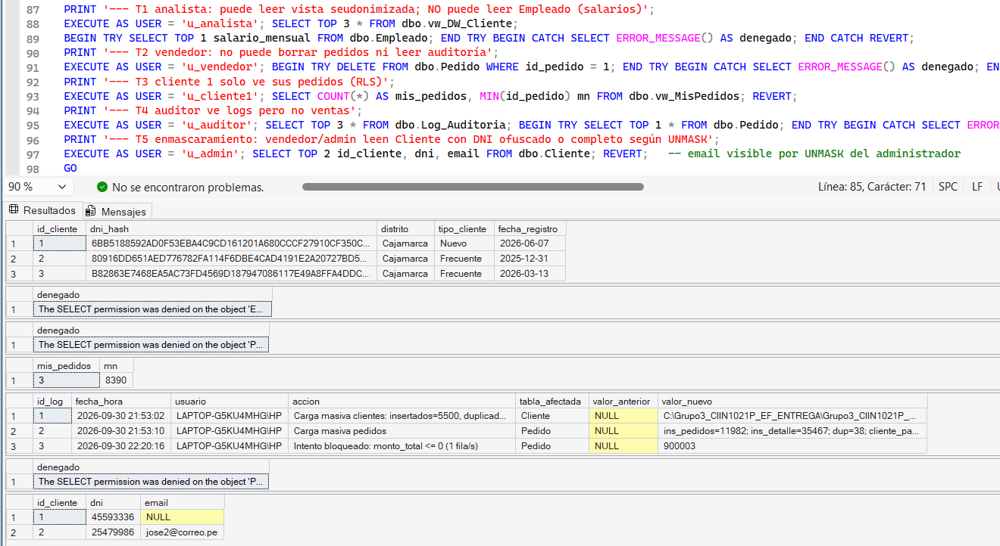 87 PRINT '--- T1 analista: puede leer vista seudonimizada; NO puede leer Empleado (salarios)';
88 EXECUTE AS USER = 'u_analista'; SELECT TOP 3 * FROM dbo.vw_DW_Cliente;
89 BEGIN TRY SELECT TOP 1 salario_mensual FROM dbo.Empleado; END TRY BEGIN CATCH SELECT ERROR_MESSAGE() AS denegado; END CATCH REVERT;
90 PRINT '--- T2 vendedor: no puede borrar pedidos ni leer auditoría';
91 EXECUTE AS USER = 'u_vendedor'; BEGIN TRY DELETE FROM dbo.Pedido WHERE id_pedido = 1; END TRY BEGIN CATCH SELECT ERROR_MESSAGE() AS denegado; EN
92 PRINT '--- T3 cliente 1 solo ve sus pedidos (RLS)';
93 EXECUTE AS USER = 'u_cliente1'; SELECT COUNT(*) AS mis_pedidos, MIN(id_pedido) mn FROM dbo.vw_MisPedidos; REVERT;
94 PRINT '--- T4 auditor ve logs pero no ventas';
95 EXECUTE AS USER = 'u_auditor'; SELECT TOP 3 * FROM dbo.Log_Auditoria; BEGIN TRY SELECT TOP 1 * FROM dbo.Pedido; END TRY BEGIN CATCH SELECT ERROR
96 PRINT '--- T5 enmascaramiento: vendedor/admin leen Cliente con DNI ofuscado o completo según UNMASK';
97 EXECUTE AS USER = 'u_admin'; SELECT TOP 2 id_cliente, dni, email FROM dbo.Cliente; REVERT; -- email visible por UNMASK del administrador
98 GO
90 % No se encontraron problemas. Línea: 85, Carácter: 71 SPC LF
Resultados Mensajes
id_cliente dni_hash distrito tipo_cliente fecha_registro
1 1 6BB5188592AD0F53EBA4C9CD161201A680CCCF27910CF350C... Cajamarca Nuevo 2026-06-07
2 2 80916DD651AED776782FA114F6DBE4CAD4191E2A20727BD5... Cajamarca Frecuente 2025-12-31
3 3 B82863E7468EA5AC73FD4569D187947086117E49A8FFA4DDC... Cajamarca Frecuente 2026-03-13
denegado
1 The SELECT permission was denied on the object 'E...
denegado
1 The SELECT permission was denied on the object 'P...
mis_pedidos mn
1 3 8390
id_log fecha_hora usuario accion tabla_afectada valor_anterior valor_nuevo
1 1 2026-09-30 21:53:02 LAPTOP-G5KU4MHG\HP Carga masiva clientes: insertados=5500, duplicad... Cliente NULL C:\Grupo3_CIIN1021P_EF_ENTREGA\Grupo3_CIIN1021P_...
2 2 2026-09-30 21:53:10 LAPTOP-G5KU4MHG\HP Carga masiva pedidos Pedido NULL ins_pedidos=11982; ins_detalle=35467; dup=38; cliente_pa...
3 3 2026-09-30 22:20:16 LAPTOP-G5KU4MHG\HP Intento bloqueado: monto_total <= 0 (1 fila/s) Pedido NULL 900003
denegado
1 The SELECT permission was denied on the object 'P...
id_cliente dni email
1 1 45593336 NULL
2 2 25479986 jose2@correo.pe